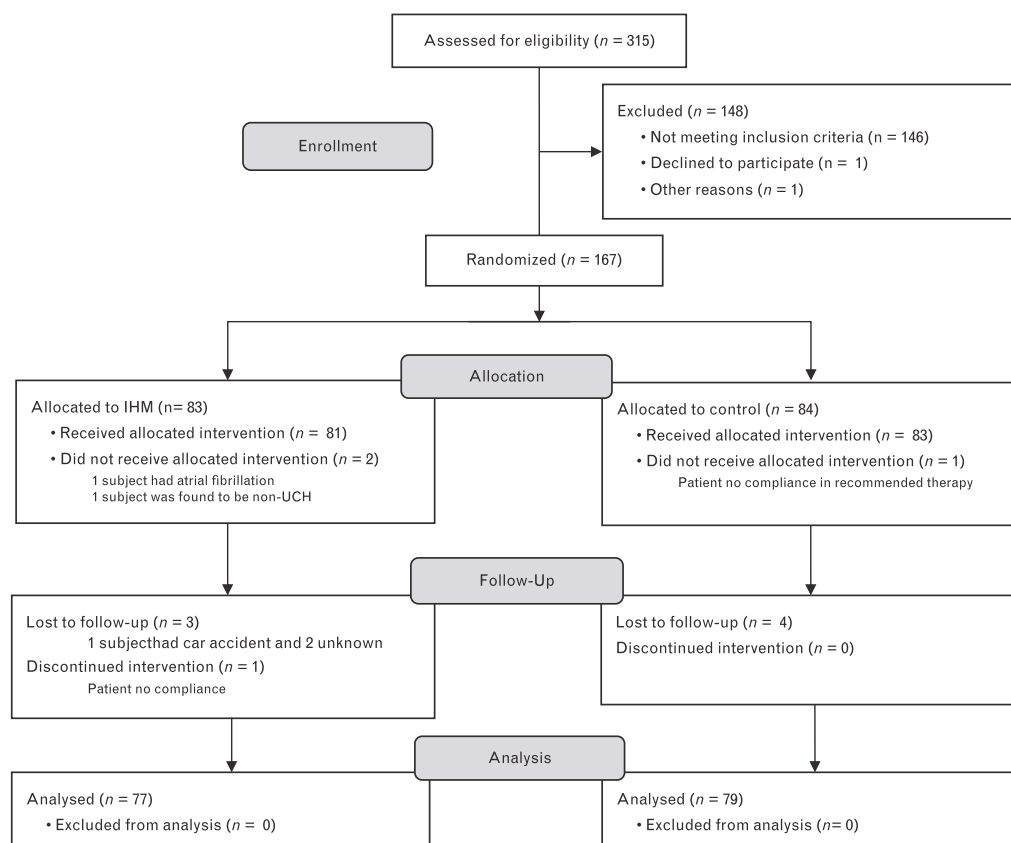 Assessed for eligibility (n = 315)
Excluded (n = 148)
• Not meeting inclusion criteria (n = 146)
• Declined to participate (n = 1)
• Other reasons (n = 1)
Enrollment
Randomized (n = 167)
Allocation
Allocated to IHM (n= 83)
• Received allocated intervention (n = 81)
• Did not receive allocated intervention (n = 2)
1 subject had atrial fibrillation
1 subject was found to be non-UCH
Allocated to control (n = 84)
• Received allocated intervention (n = 83)
• Did not receive allocated intervention (n = 1)
Patient no compliance in recommended therapy
Follow-Up
Lost to follow-up (n = 3)
1 subjecthad car accident and 2 unknown
Discontinued intervention (n = 1)
Patient no compliance
Lost to follow-up (n = 4)
Discontinued intervention (n = 0)
Analysis
Analysed (n = 77)
• Excluded from analysis (n = 0)
Analysed (n = 79)
• Excluded from analysis (n= 0)